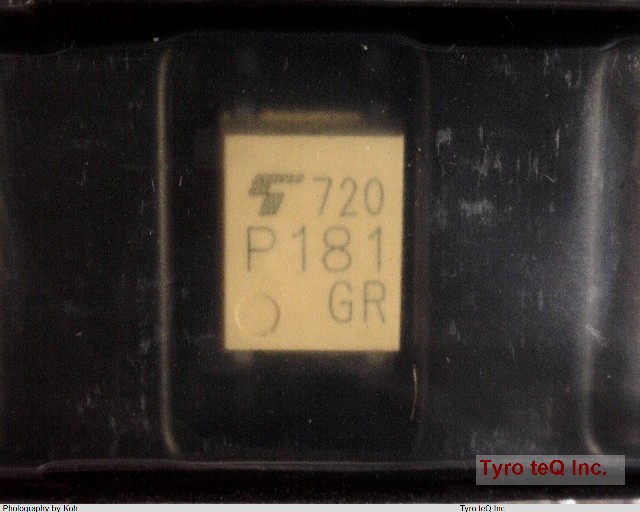 720
P181
GR
Tyro teQ Inc.
Photography by Koh
Tyro teQ Inc